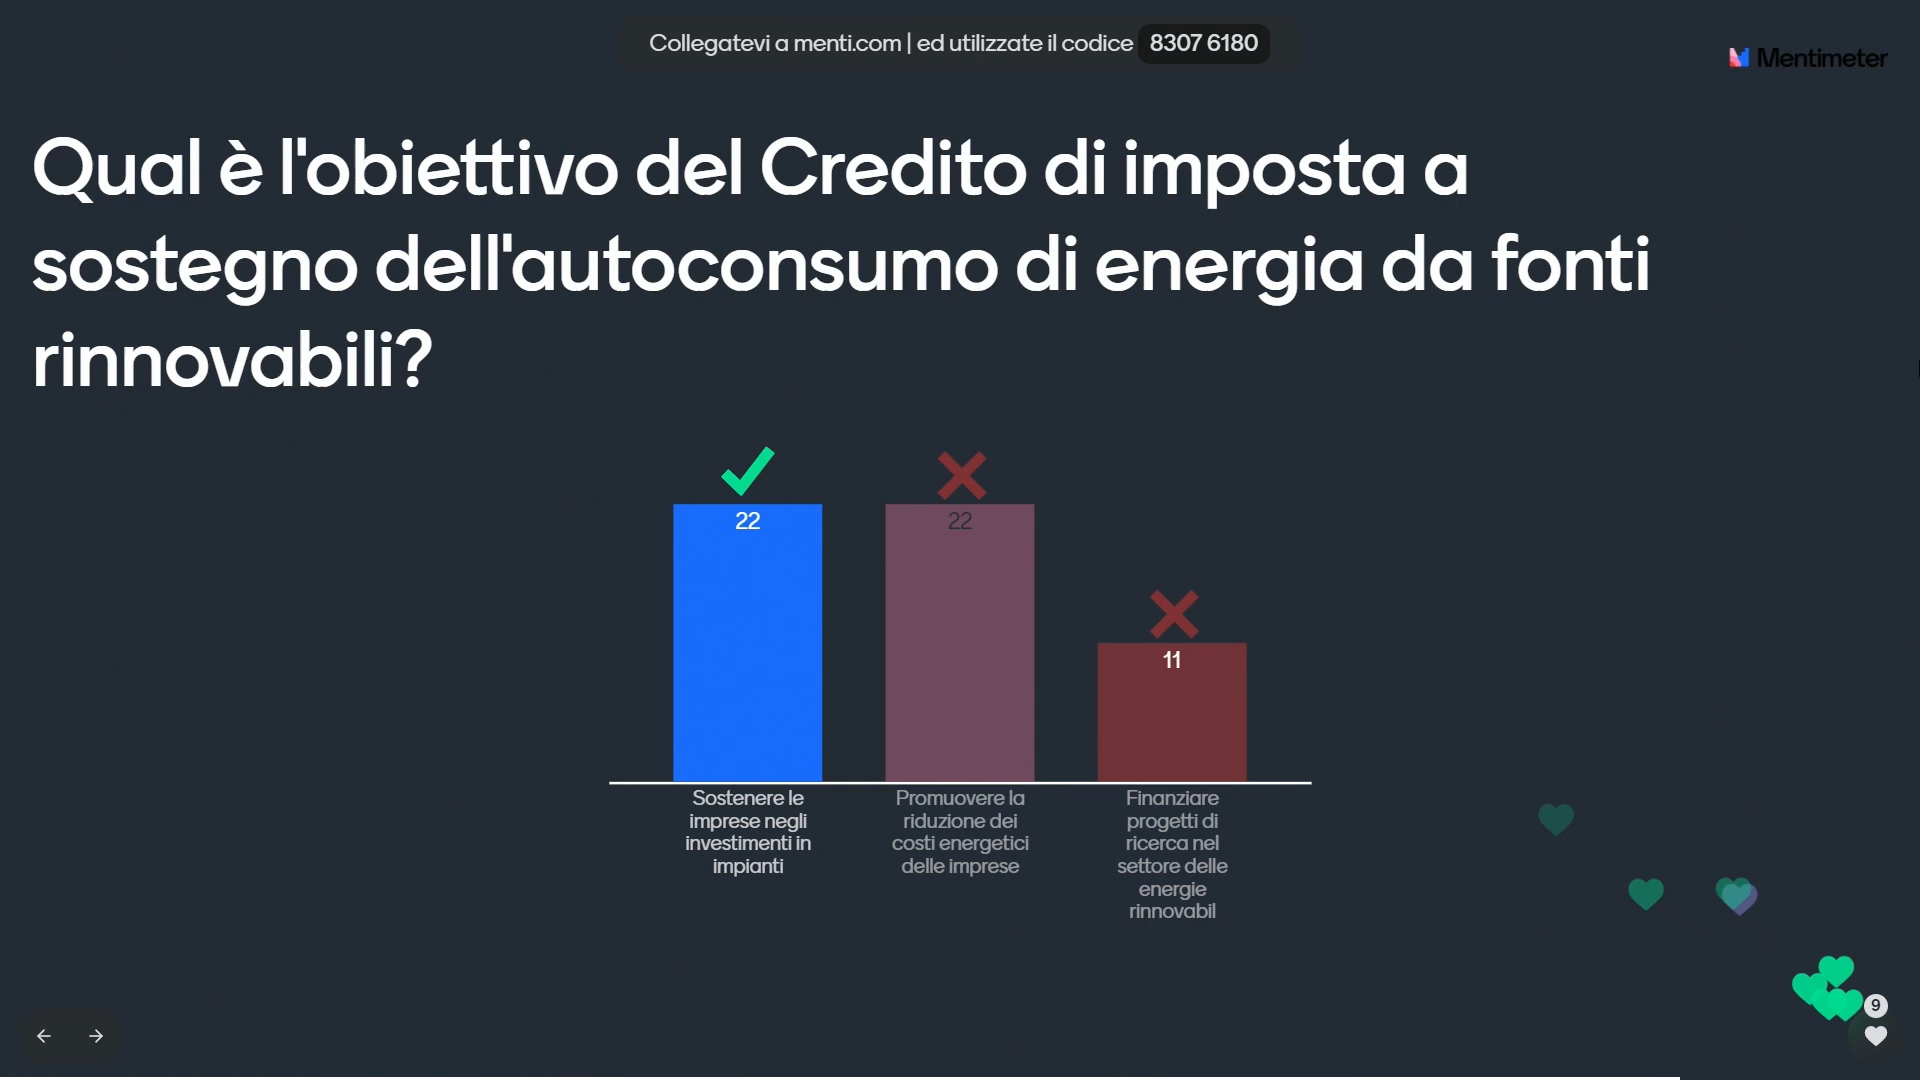 Collegatevi a menti.com | ed utilizzate il codice 8307 6180
Mentimeter
Qual è l'obiettivo del Credito di imposta a
sostegno dell'autoconsumo di energia da fonti
rinnovabili?
22
22
11
Sostenere le
imprese negli
investimenti in
impianti
Promuovere la
riduzione dei
costi energetici
delle imprese
Finanziare
progetti di
ricerca nel
settore delle
energie
rinnovabil
9